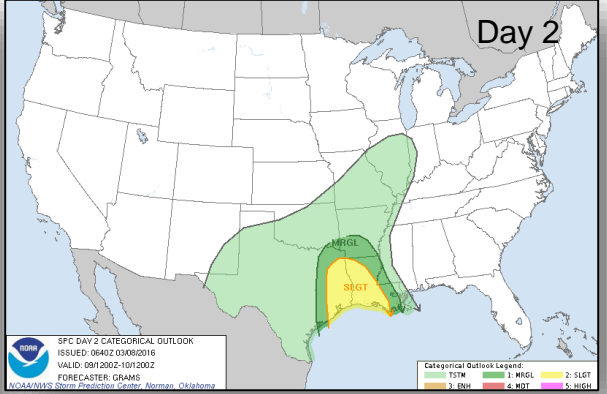 Day 2
MRGL
SLGT
NOAA
SPC DAY 2 CATEGORICAL OUTLOOK
ISSUED: 0640Z 03/08/2016
VALID: 09/1200Z-10/1200Z
FORECASTER: GRAMS
NOAA/NWS Storm Prediction Center, Norman, Oklahoma
Categorical Outlook Legend:
TSTM 1: MRGL 2: SLGT
3: ENH 4: MDT 5: HIGH